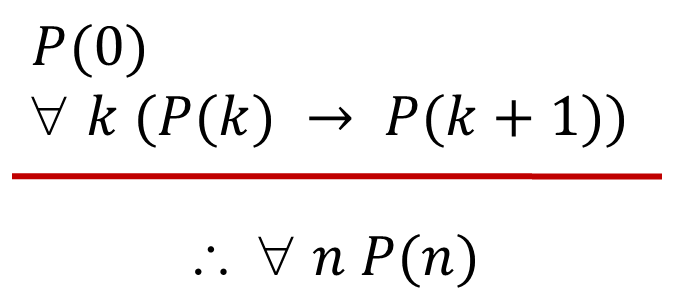 P(0)
∀ k (P(k) → P(k + 1))
∴ ∀ n P(n)